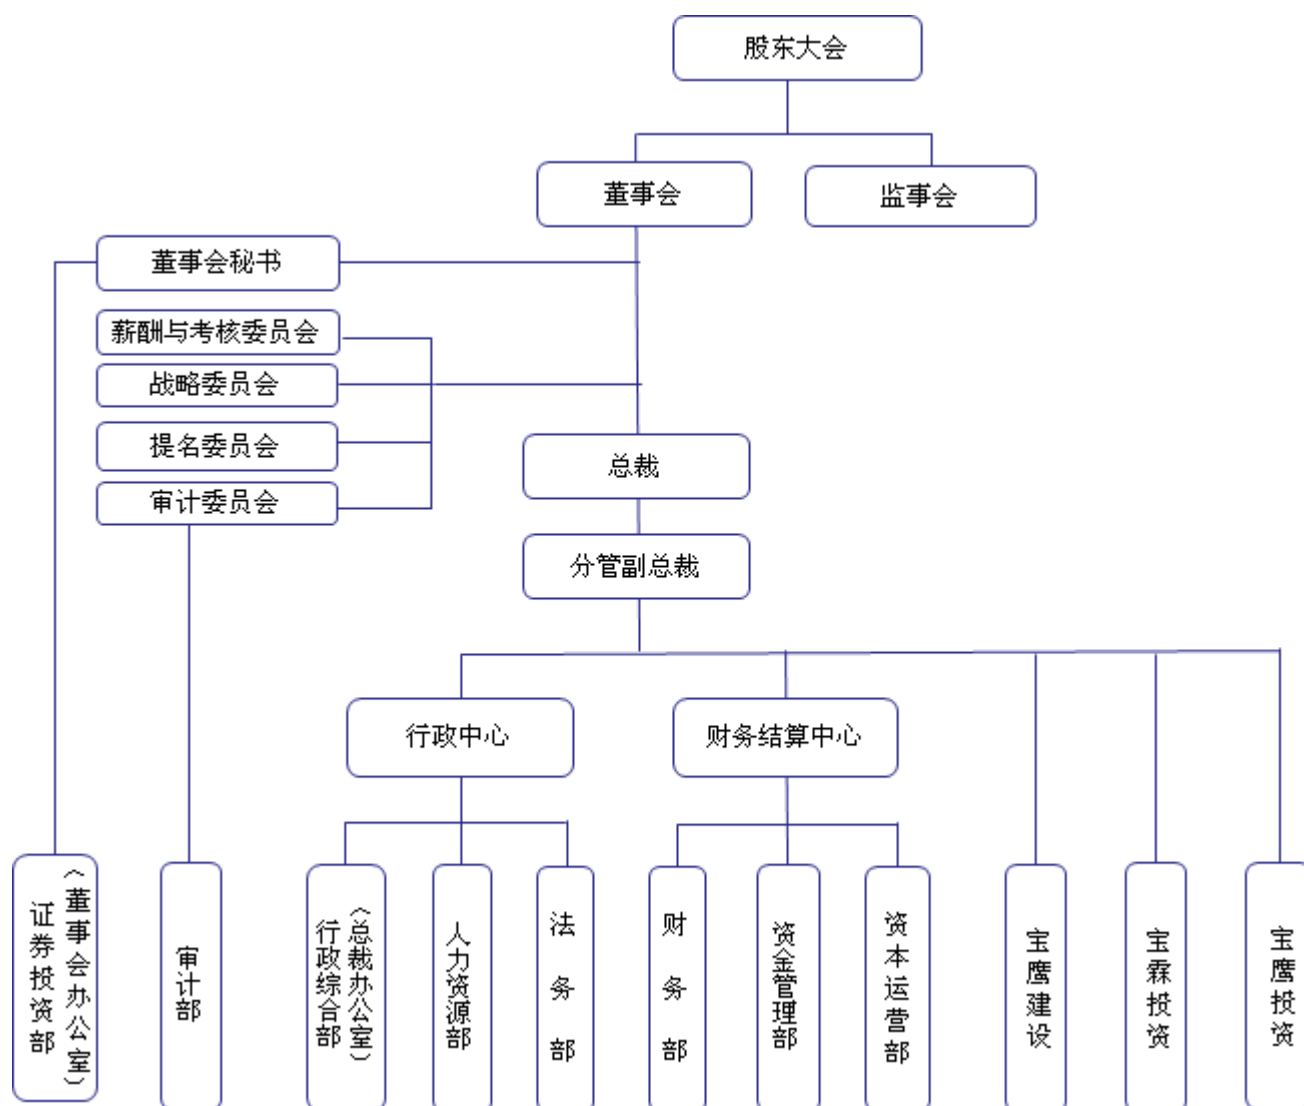 股东大会
董事会
监事会
董事会秘书
薪酬与考核委员会
战略委员会
提名委员会
审计委员会
总裁
分管副总裁
行政中心
财务结算中心
证券投资部
（董事会办公室）
审计部
行政综合部
（总裁办公室）
人力资源部
法务部
财务部
资金管理部
资本运营部
宝鹰建设
宝霖投资
宝鹰投资